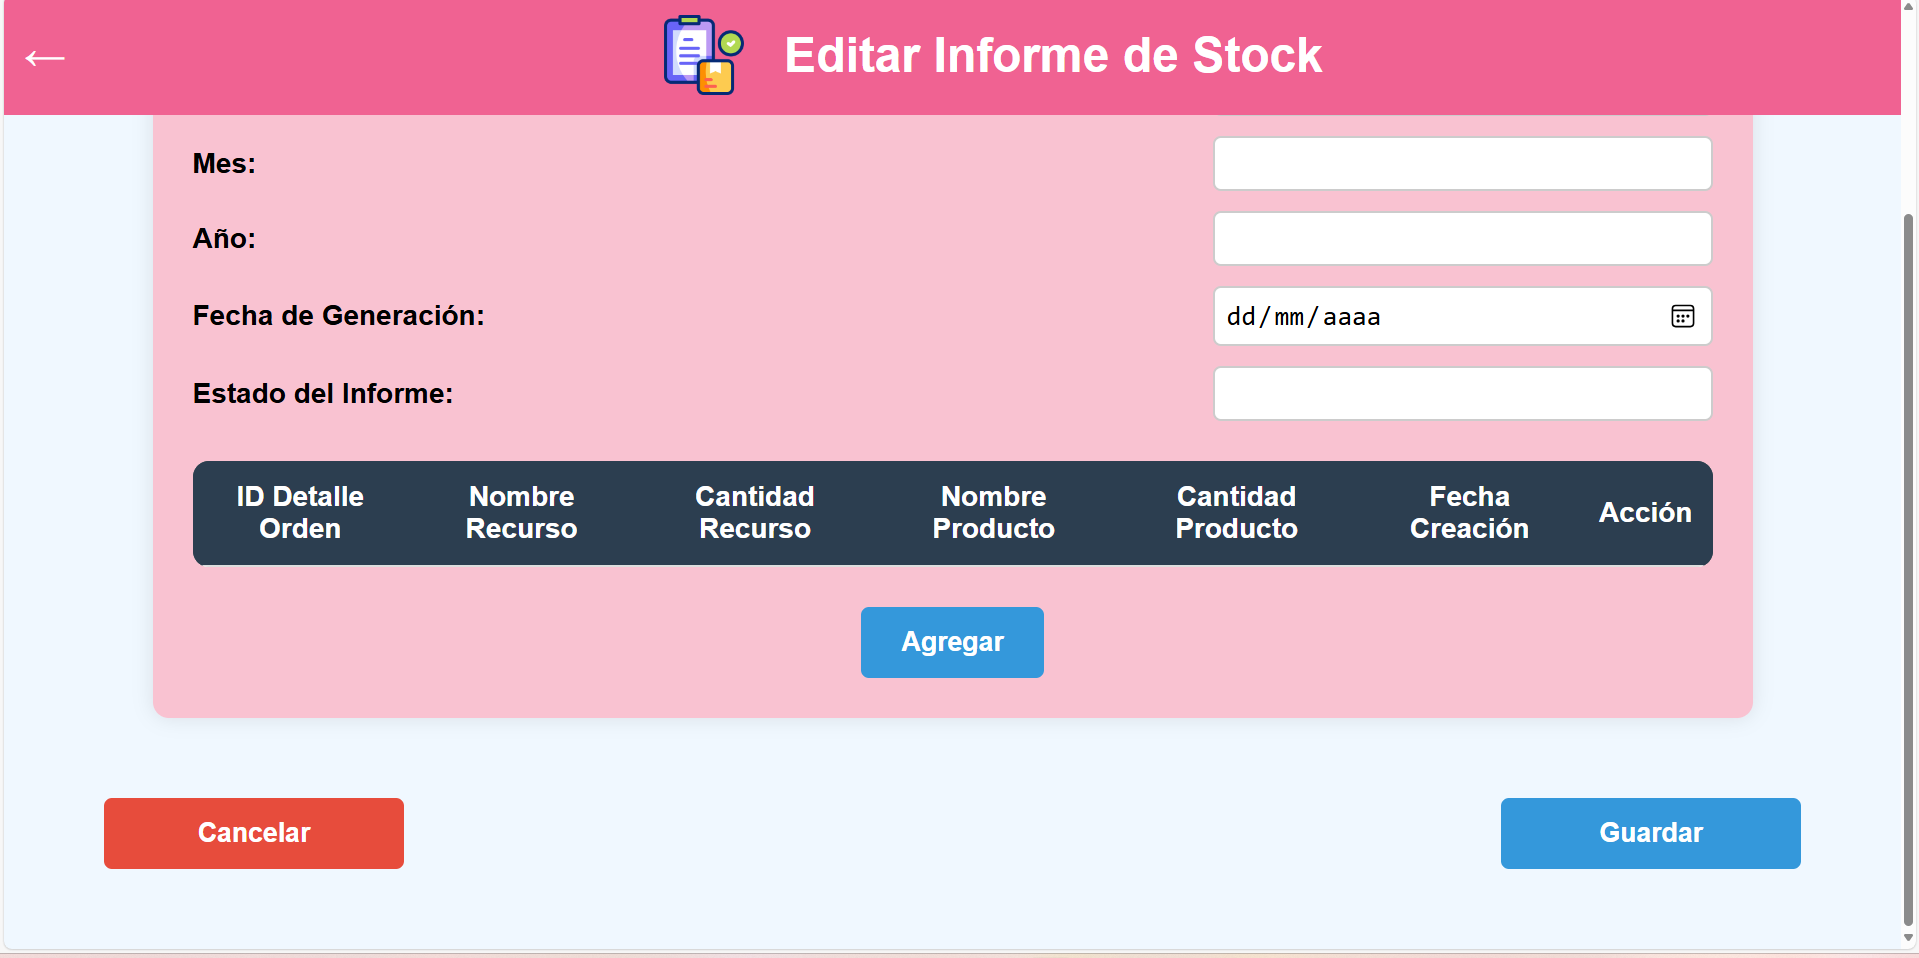 Editar Informe de Stock
Mes:
Año:
Fecha de Generación:
dd/mm/aaaa
Estado del Informe:
ID Detalle Orden
Nombre Recurso
Cantidad Recurso
Nombre Producto
Cantidad Producto
Fecha Creación
Acción
Agregar
Cancelar
Guardar